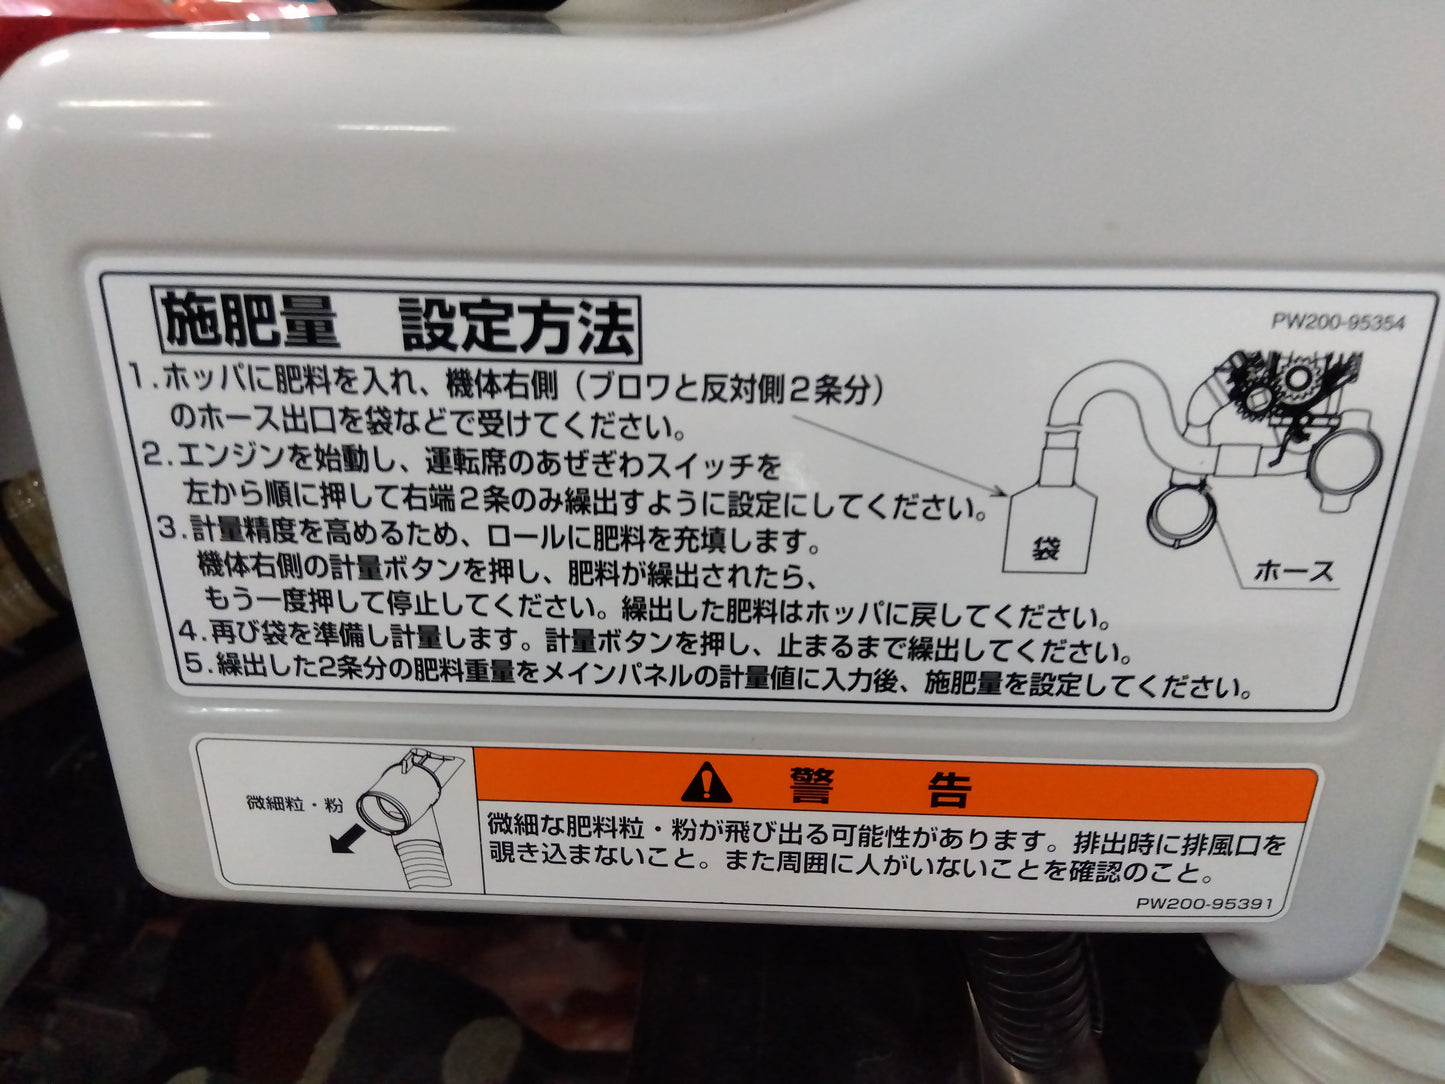 施肥量　設定方法
PW200-95354
1.ホッパに肥料を入れ、機体右側（ブロワと反対側２条分）
のホース出口を袋などで受けてください。
2.エンジンを始動し、運転席のあぜぎわスイッチを
左から順に押して右端２条のみ繰出すように設定にしてください。
3.計量精度を高めるため、ロールに肥料を充填します。
機体右側の計量ボタンを押し、肥料が繰出されたら、
もう一度押して停止してください。繰出した肥料はホッパに戻してください。
4.再び袋を準備し計量します。計量ボタンを押し、止まるまで繰出してください。
5.繰出した2条分の肥料重量をメインパネルの計量値に入力後、施肥量を設定してください。
袋
ホース
微細粒・粉
警　告
微細な肥料粒・粉が飛び出る可能性があります。排出時に排風口を
覗き込まないこと。また周囲に人がいないことを確認のこと。
PW200-95391